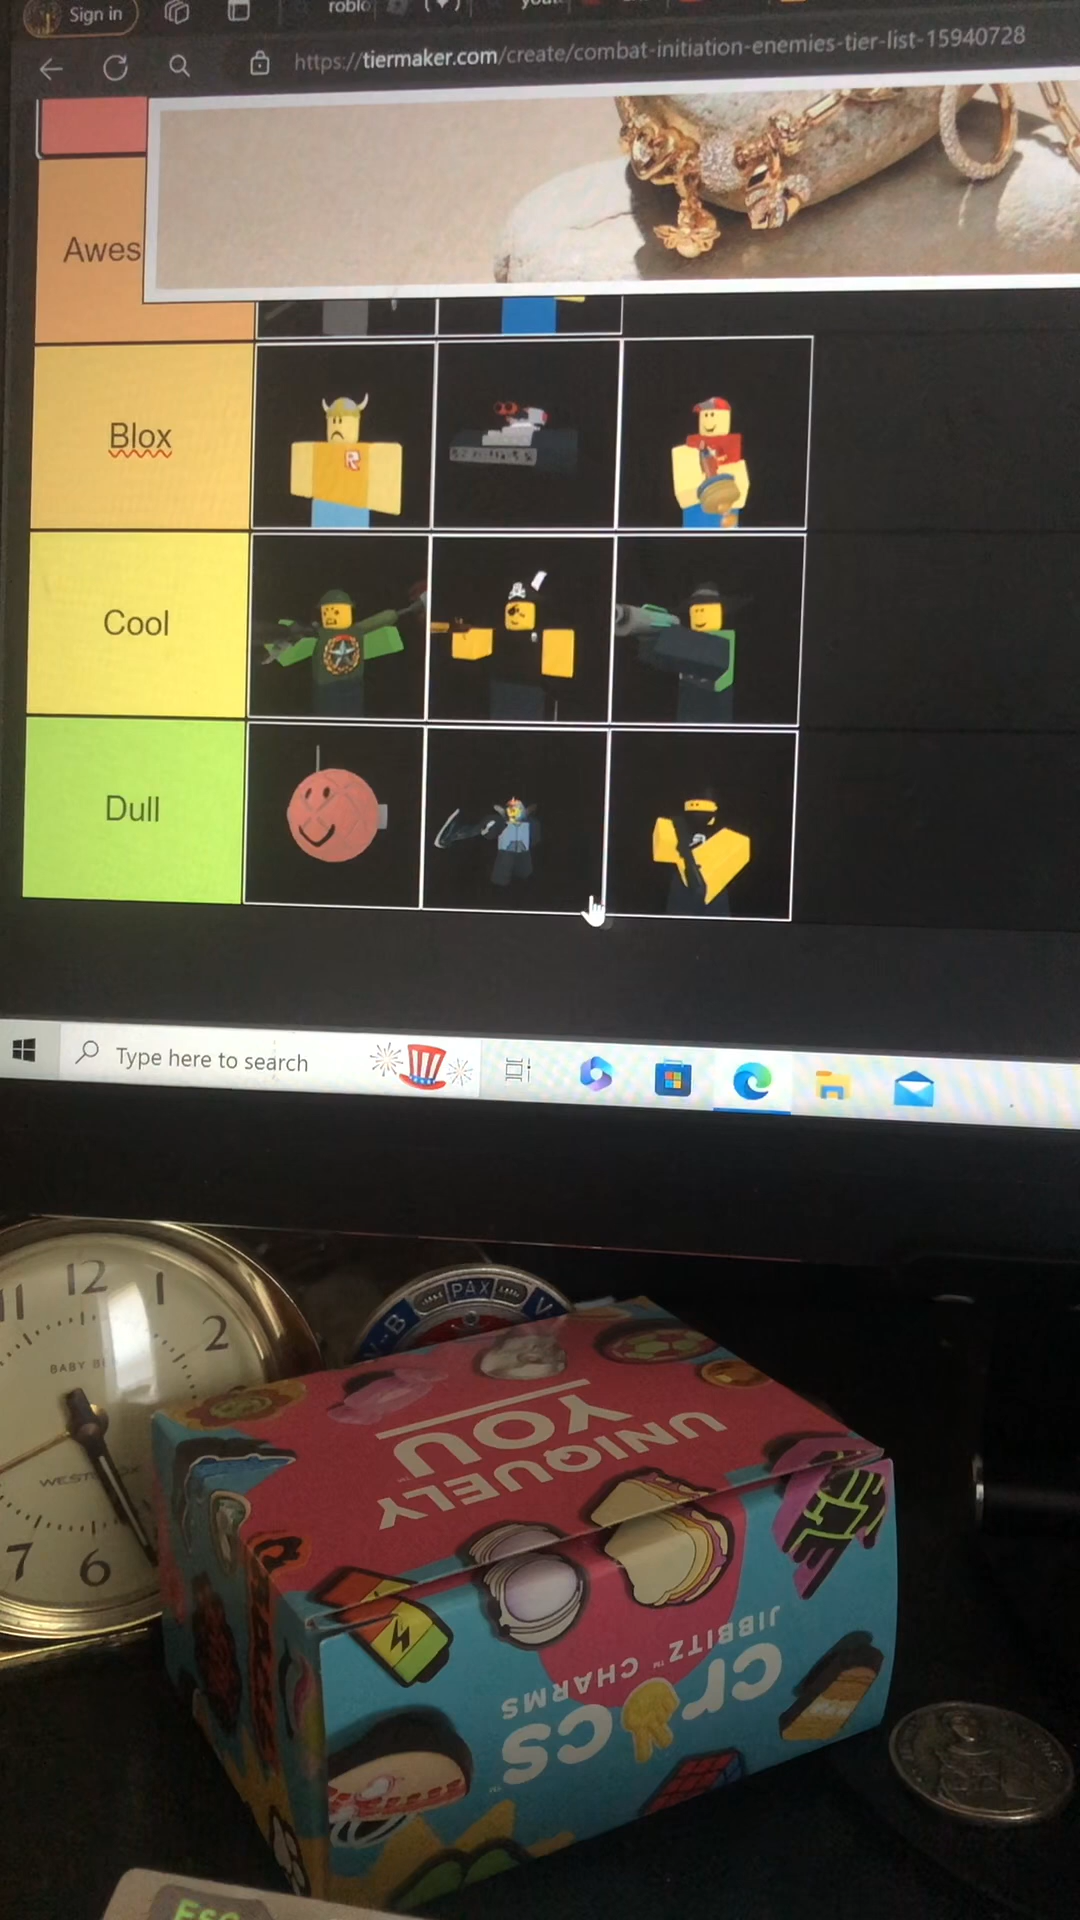 Sign in
https://tiermaker.com/create/combat-initiation-enemies-tier-list-15940728
Awes
Blox
R
Cool
Dull
Type here to search
12
1
2
11
BABY
7
6
PAX
V-B
V
UNIQUELY
YOU
crocs
JIBBITZ™ CHARMS